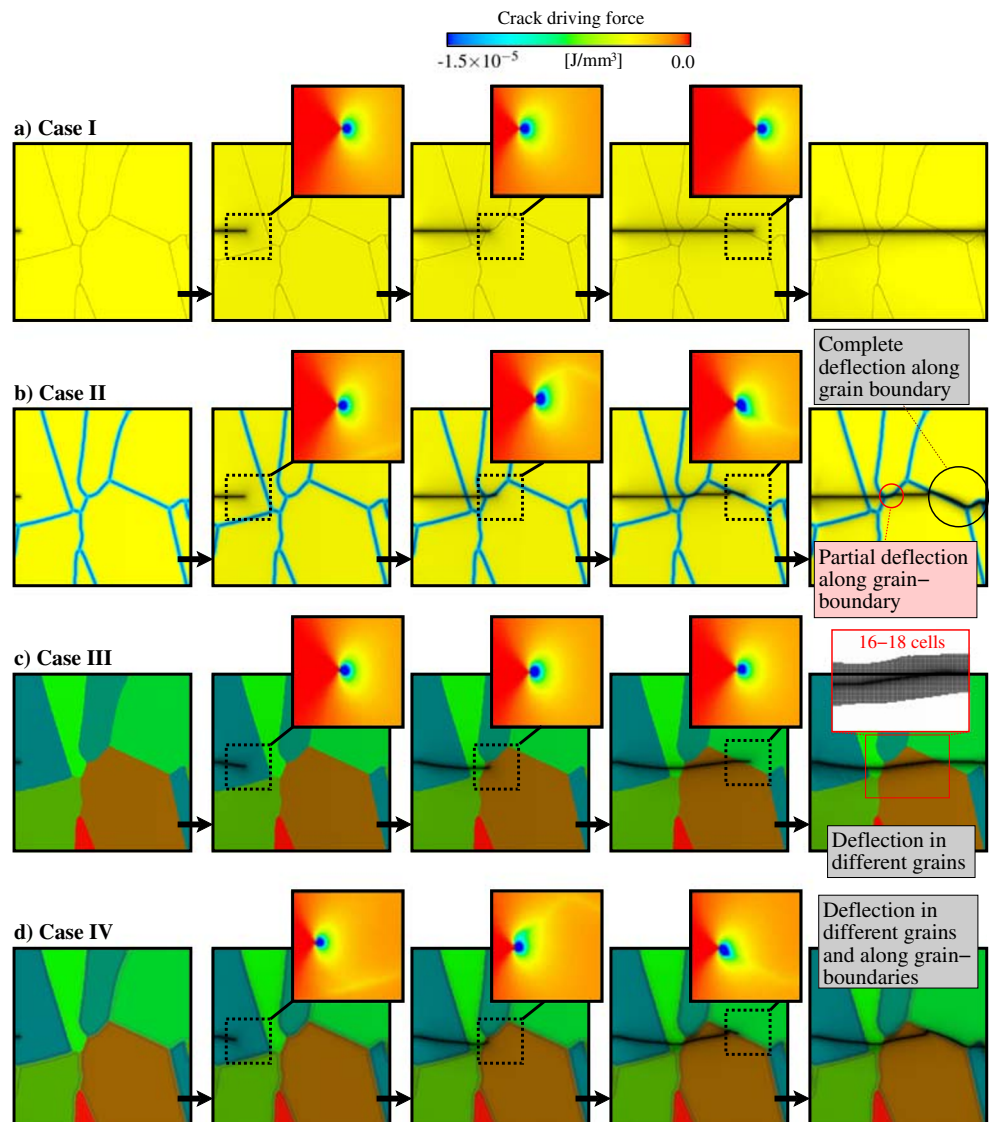 Crack driving force
-1.5×10⁻⁵ [J/mm³] 0.0
a) Case I
b) Case II
Complete
deflection along
grain boundary
Partial deflection
along grain−
boundary
c) Case III
16−18 cells
Deflection in
different grains
d) Case IV
Deflection in
different grains
and along grain−
boundaries